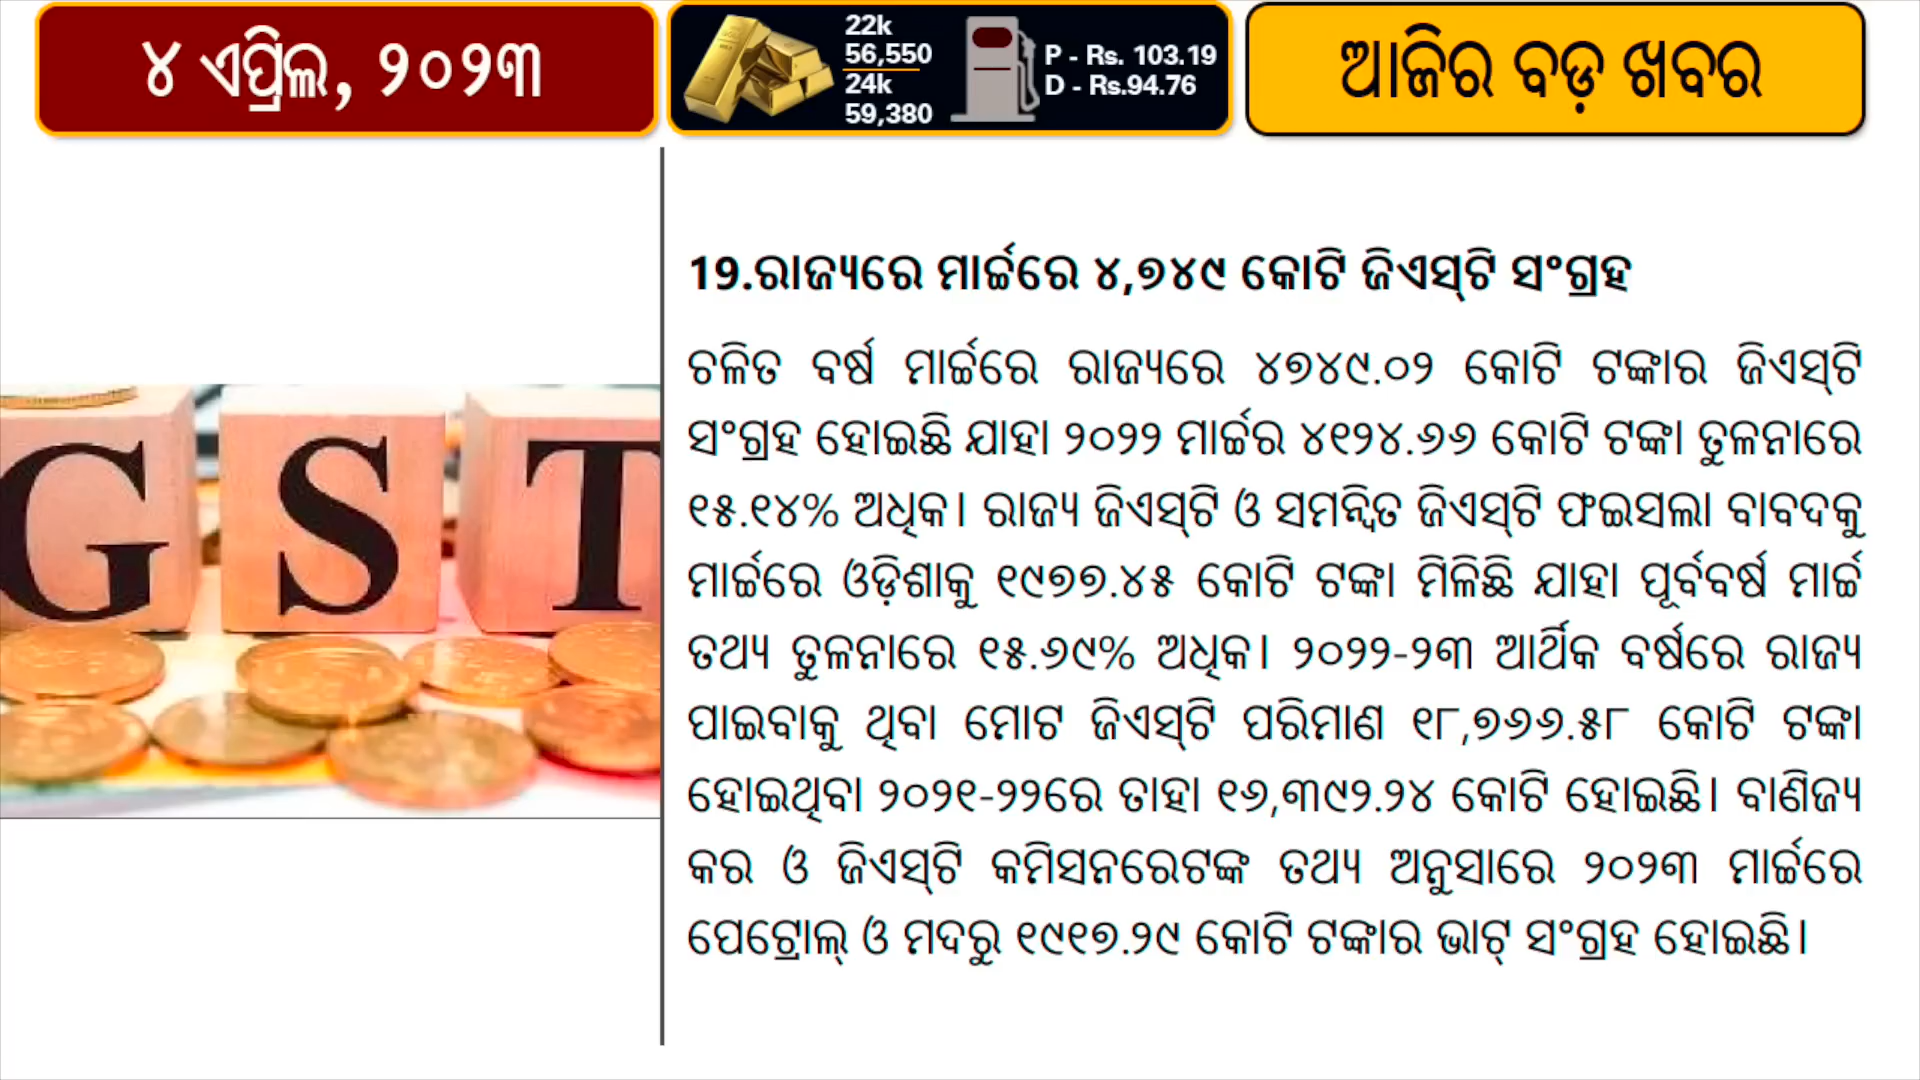 ୪ ଏପ୍ରିଲ, ୨୦୨୩
22k
56,550
24k
59,380
P - Rs. 103.19
D - Rs.94.76
ଆଜିର ବଡ଼ ଖବର
19.ରାଜ୍ୟରେ ମାର୍ଚ୍ଚରେ ୪,୭୪୯ କୋଟି ଜିଏସ୍‌ଟି ସଂଗ୍ରହ
ଚଳିତ ବର୍ଷ ମାର୍ଚ୍ଚରେ ରାଜ୍ୟରେ ୪୭୪୯.୦୨ କୋଟି ଟଙ୍କାର ଜିଏସ୍‌ଟି
ସଂଗ୍ରହ ହୋଇଛି ଯାହା ୨୦୨୨ ମାର୍ଚ୍ଚର ୪୧୨୪.୬୬ କୋଟି ଟଙ୍କା ତୁଳନାରେ
୧୫.୧୪% ଅଧିକ। ରାଜ୍ୟ ଜିଏସ୍‌ଟି ଓ ସମନ୍ୱିତ ଜିଏସ୍‌ଟି ଫଇସଲା ବାବଦକୁ
ମାର୍ଚ୍ଚରେ ଓଡ଼ିଶାକୁ ୧୯୭୭.୪୫ କୋଟି ଟଙ୍କା ମିଳିଛି ଯାହା ପୂର୍ବବର୍ଷ ମାର୍ଚ୍ଚ
ତଥ୍ୟ ତୁଳନାରେ ୧୫.୬୯% ଅଧିକ। ୨୦୨୨-୨୩ ଆର୍ଥିକ ବର୍ଷରେ ରାଜ୍ୟ
ପାଇବାକୁ ଥିବା ମୋଟ ଜିଏସ୍‌ଟି ପରିମାଣ ୧୮,୭୬୬.୫୮ କୋଟି ଟଙ୍କା
ହୋଇଥିବା ୨୦୨୧-୨୨ରେ ତାହା ୧୬,୩୯୨.୨୪ କୋଟି ହୋଇଛି। ବାଣିଜ୍ୟ
କର ଓ ଜିଏସ୍‌ଟି କମିସନରେଟଙ୍କ ତଥ୍ୟ ଅନୁସାରେ ୨୦୨୩ ମାର୍ଚ୍ଚରେ
ପେଟ୍ରୋଲ୍ ଓ ମଦରୁ ୧୯୧୭.୨୯ କୋଟି ଟଙ୍କାର ଭାଟ୍ ସଂଗ୍ରହ ହୋଇଛି।
GST